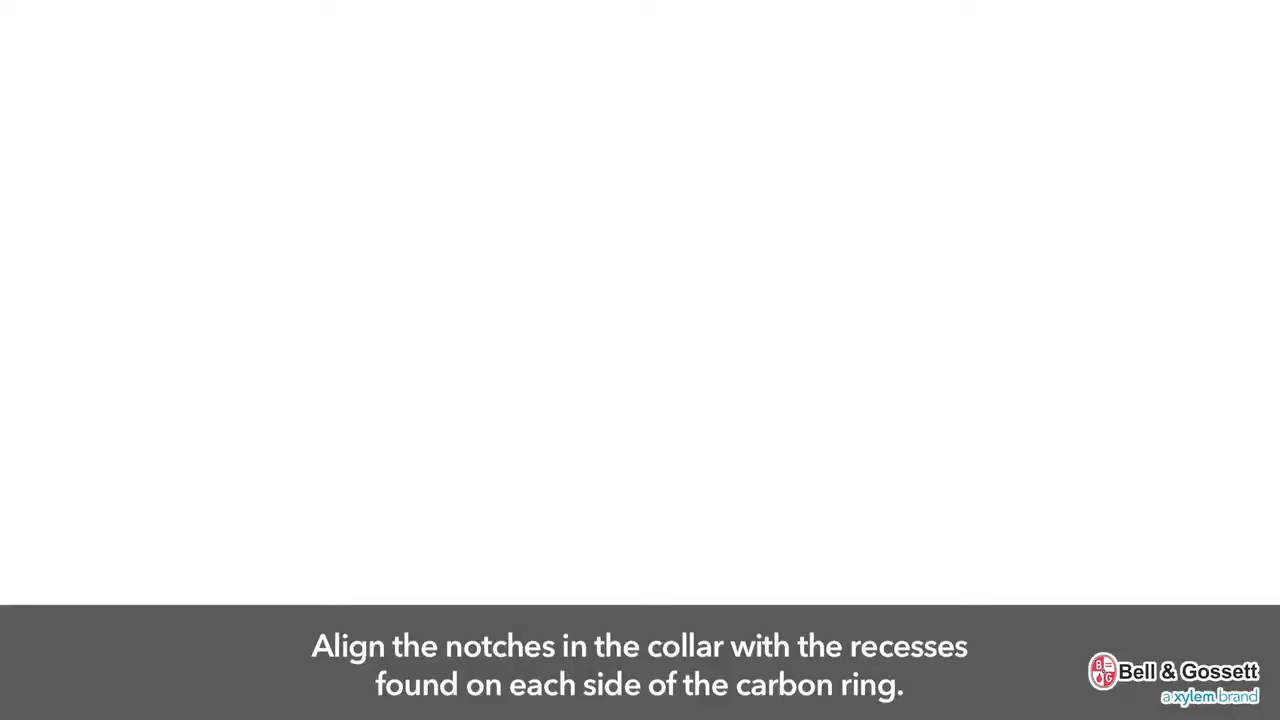 Align the notches in the collar with the recesses
found on each side of the carbon ring.
B
&
G
Bell & Gossett
a xylem brand